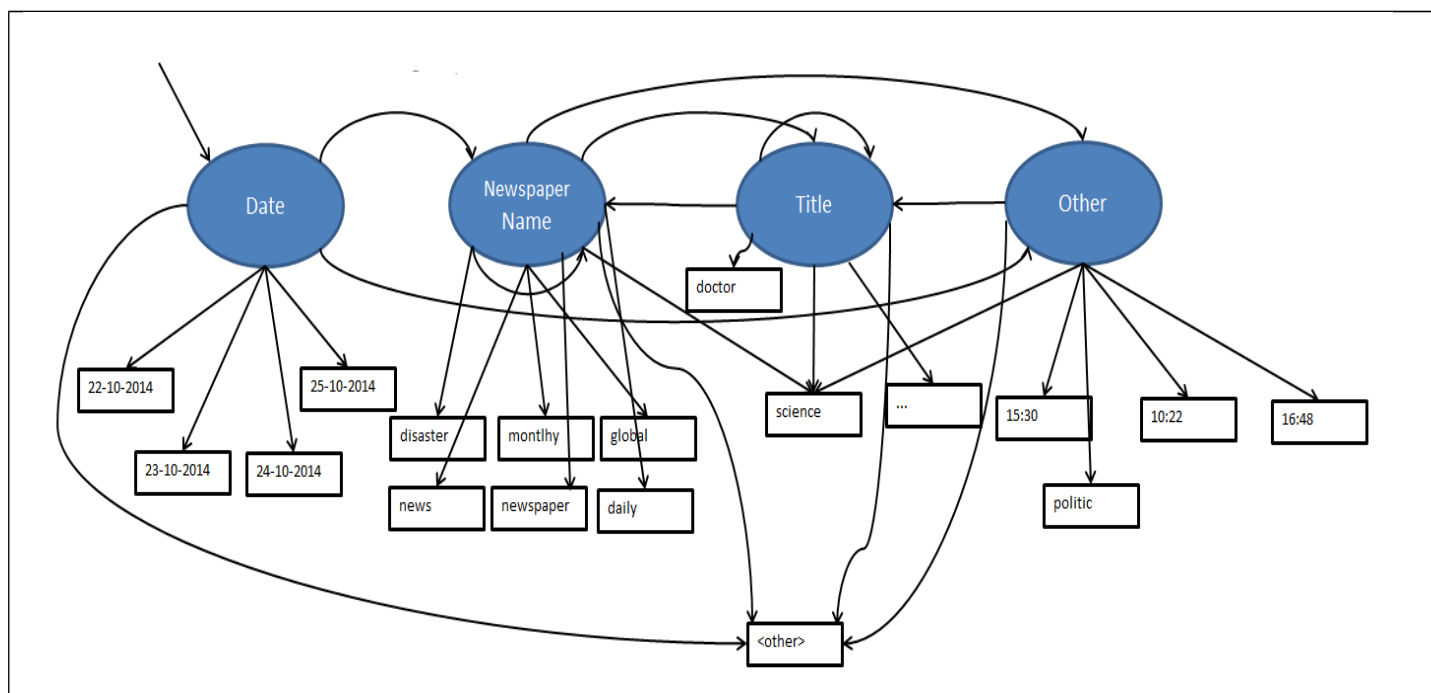 Date
Newspaper
Name
Title
Other
doctor
22-10-2014
25-10-2014
23-10-2014
24-10-2014
disaster
montlhy
global
science
...
15:30
10:22
16:48
news
newspaper
daily
politic
<other>